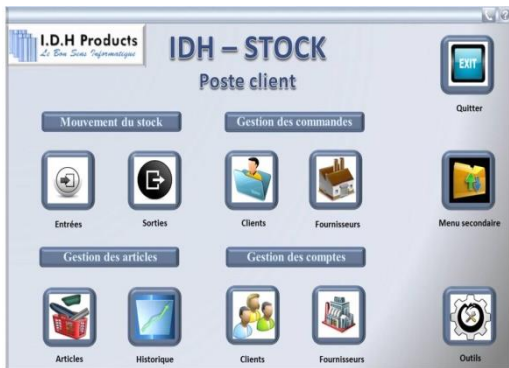 I.D.H Products
Le Bon Sens Informatique
IDH – STOCK
Poste client
EXIT
Quitter
Mouvement du stock
Gestion des commandes
Entrées
Sorties
Clients
Fournisseurs
Menu secondaire
Gestion des articles
Gestion des comptes
Articles
Historique
Clients
Fournisseurs
Outils